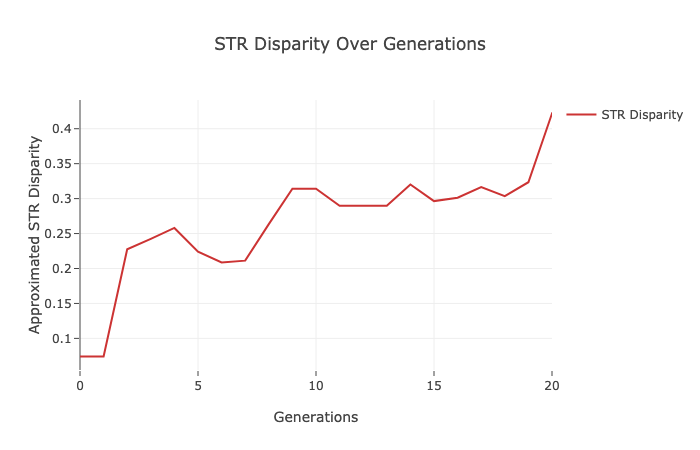 STR Disparity Over Generations
STR Disparity
Approximated STR Disparity
0.4
0.35
0.3
0.25
0.2
0.15
0.1
0 5 10 15 20
Generations